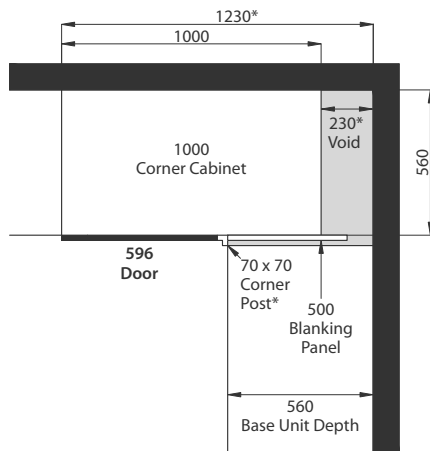 1230*
1000
230*
Void
560
1000
Corner Cabinet
596
Door
70 x 70
Corner
Post*
500
Blanking
Panel
560
Base Unit Depth